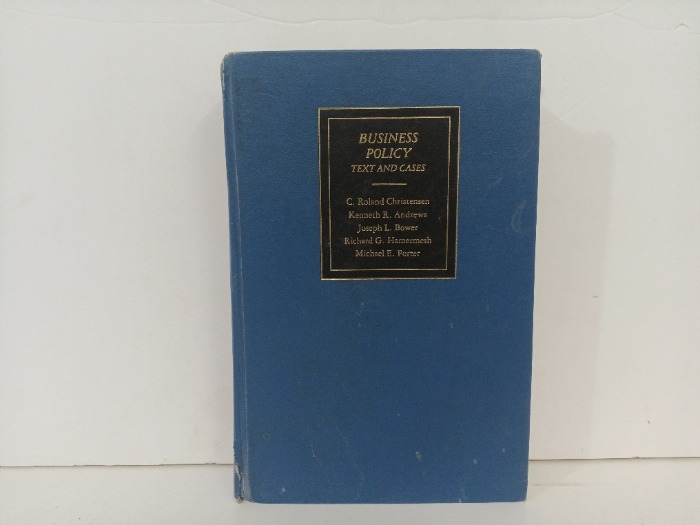 BUSINESS
POLICY
TEXT AND CASES
C. Roland Christensen
Kenneth R. Andrews
Joseph L. Bower
Richard G. Hamermesh
Michael E. Porter